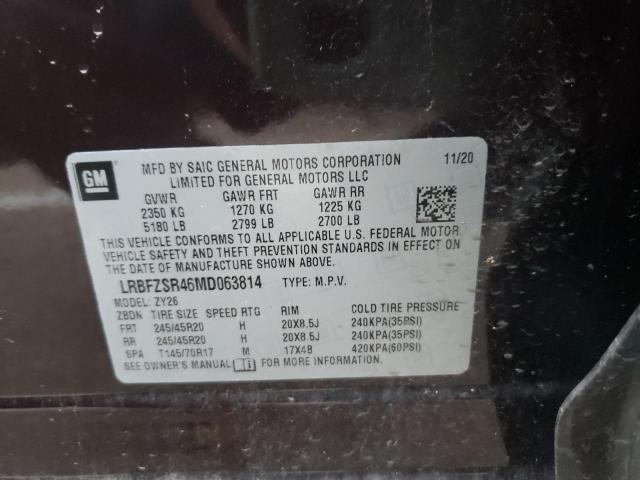 GM
MFD BY SAIC GENERAL MOTORS CORPORATION 11/20
LIMITED FOR GENERAL MOTORS LLC
GVWR GAWR FRT GAWR RR
2350 KG 1270 KG 1225 KG
5180 LB 2799 LB 2700 LB
THIS VEHICLE CONFORMS TO ALL APPLICABLE U.S. FEDERAL MOTOR
VEHICLE SAFETY AND THEFT PREVENTION STANDARDS IN EFFECT ON
THE DATE OF MANUFACTURE SHOWN ABOVE.
LRBFZSR46MD063814 TYPE: M.P.V.
MODEL: ZY26
ZBDN TIRE SIZE SPEED RTG RIM COLD TIRE PRESSURE
FRT 245/45R20 H 20X8.5J 240KPA(35PSI)
RR 245/45R20 H 20X8.5J 240KPA(35PSI)
SPA T145/70R17 M 17X4B 420KPA(60PSI)
SEE OWNER'S MANUAL FOR MORE INFORMATION.